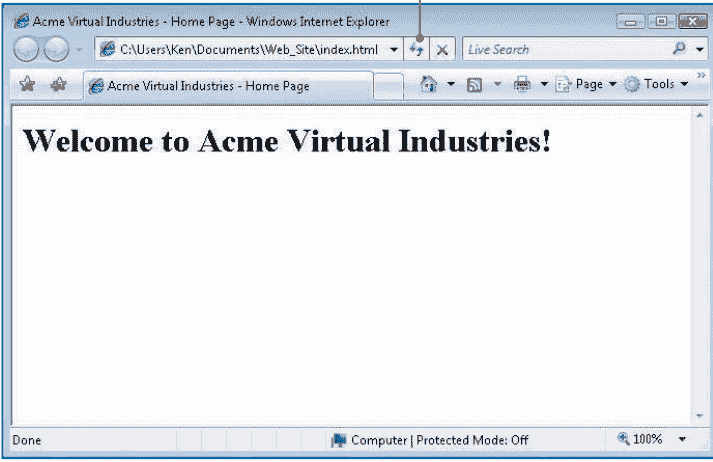 Acme Virtual Industries - Home Page - Windows Internet Explorer
C:\Users\Ken\Documents\Web_Site\index.html Live Search
Acme Virtual Industries - Home Page Page Tools
Welcome to Acme Virtual Industries!
Done Computer | Protected Mode: Off 100%